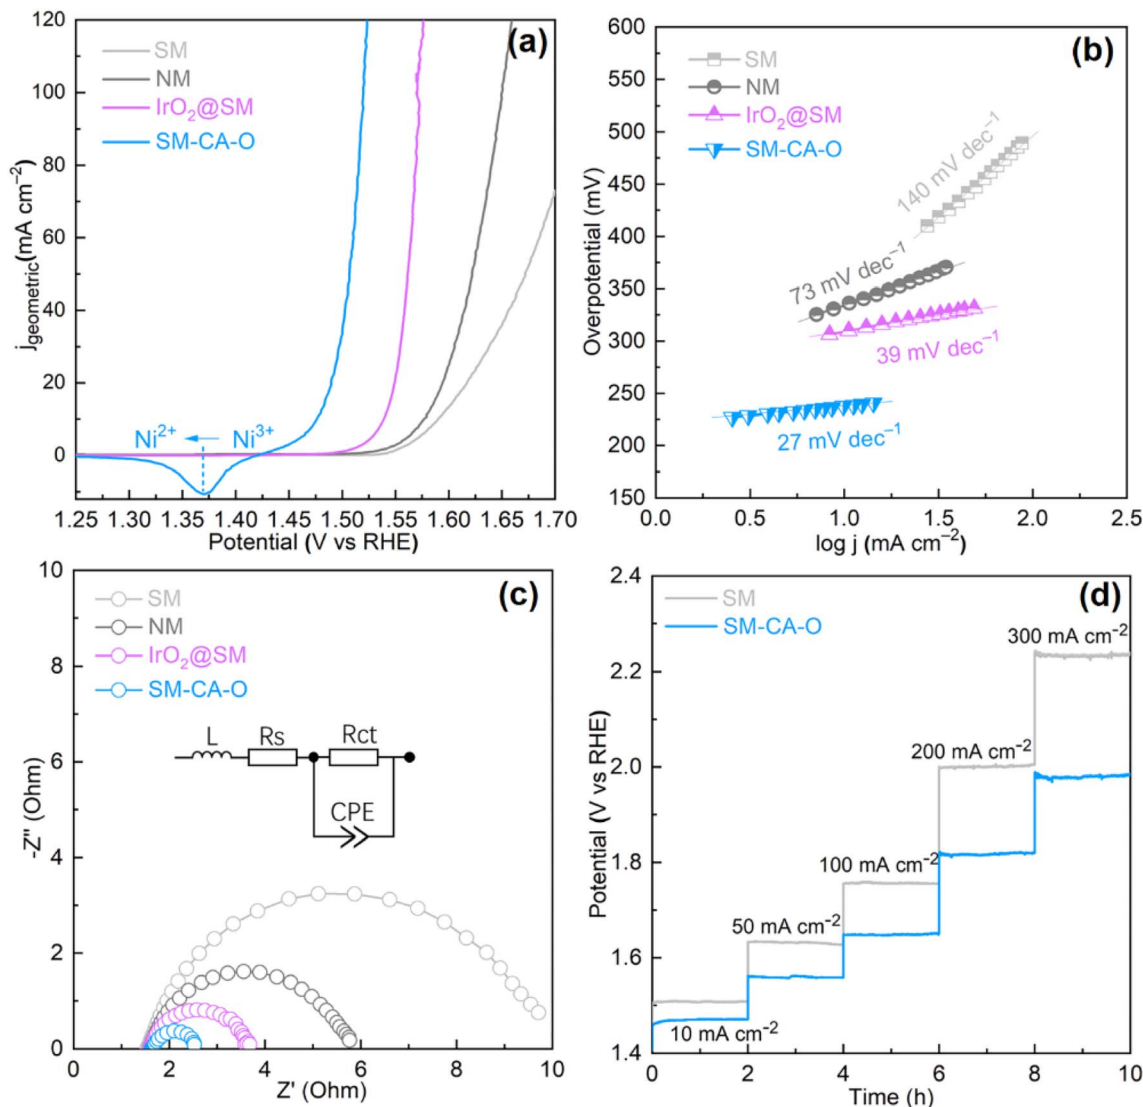 (a)
SM
NM
IrO₂@SM
SM-CA-O
Ni²⁺ Ni³⁺
120
100
80
60
40
20
0
j_geometric(mA cm⁻²)
1.25 1.30 1.35 1.40 1.45 1.50 1.55 1.60 1.65 1.70
Potential (V vs RHE)
(b)
SM
NM
IrO₂@SM
SM-CA-O
140 mV dec⁻¹
73 mV dec⁻¹
39 mV dec⁻¹
27 mV dec⁻¹
600
550
500
450
400
350
300
250
200
150
Overpotential (mV)
0.0 0.5 1.0 1.5 2.0 2.5
log j (mA cm⁻²)
(c)
SM
NM
IrO₂@SM
SM-CA-O
L Rs Rct
CPE
10
8
6
4
2
0
-Z'' (Ohm)
0 2 4 6 8 10
Z' (Ohm)
(d)
SM
SM-CA-O
300 mA cm⁻²
200 mA cm⁻²
100 mA cm⁻²
50 mA cm⁻²
10 mA cm⁻²
2.4
2.2
2.0
1.8
1.6
1.4
Potential (V vs RHE)
0 2 4 6 8 10
Time (h)